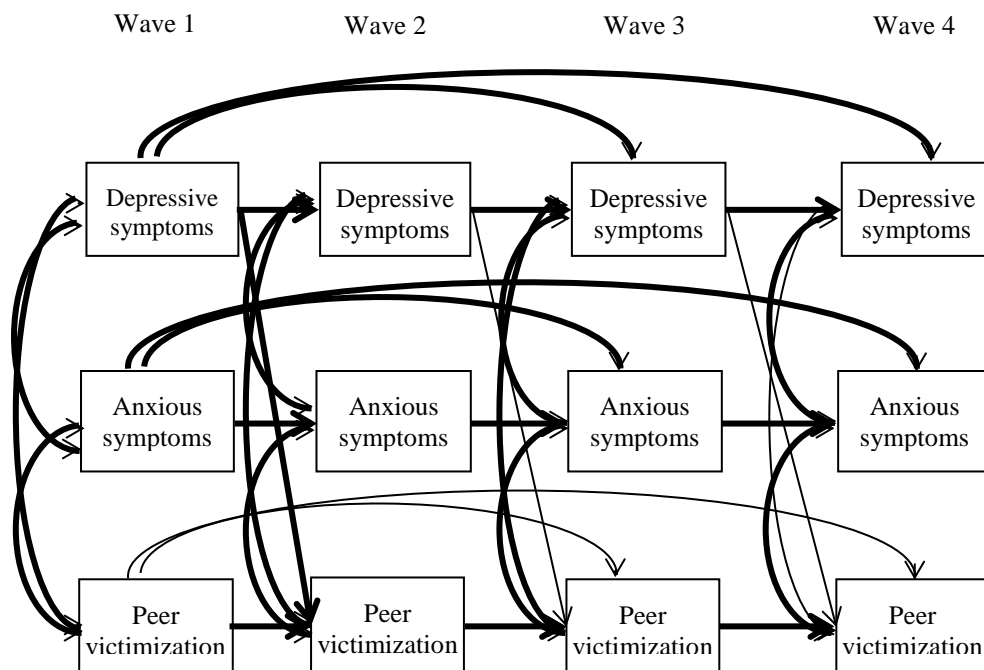 Wave 1
Wave 2
Wave 3
Wave 4
Depressive
symptoms
Depressive
symptoms
Depressive
symptoms
Depressive
symptoms
Anxious
symptoms
Anxious
symptoms
Anxious
symptoms
Anxious
symptoms
Peer
victimization
Peer
victimization
Peer
victimization
Peer
victimization